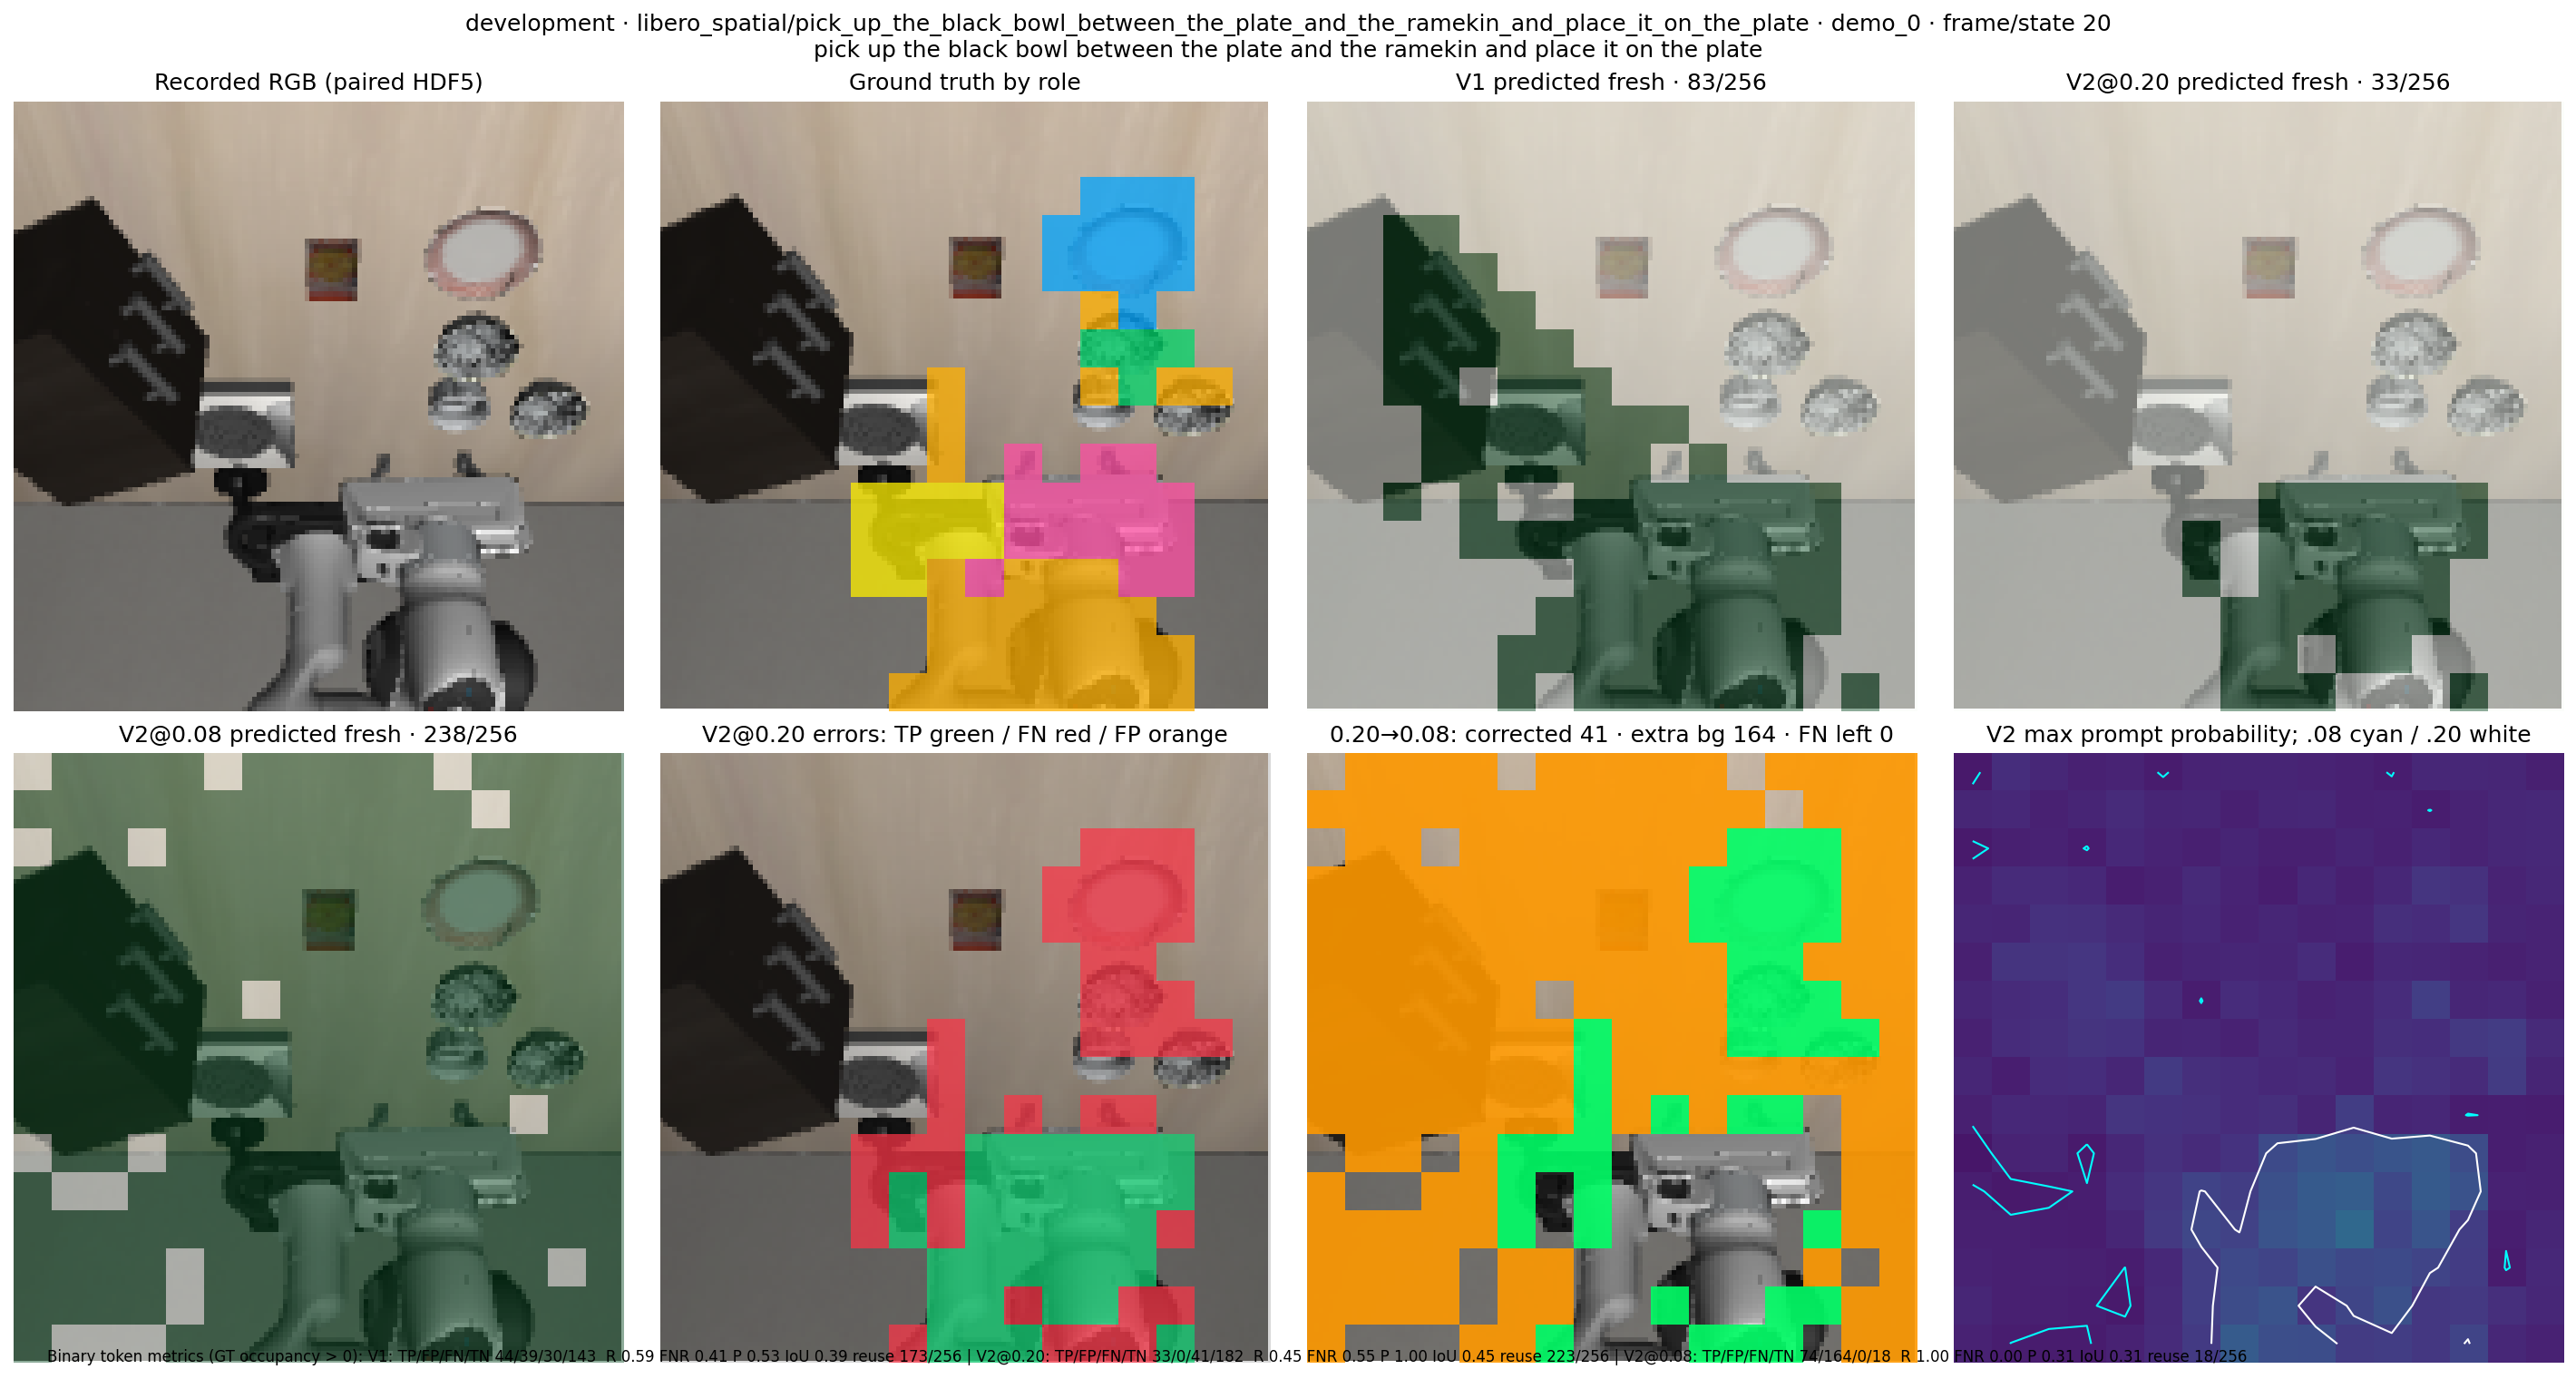 development · libero_spatial/pick_up_the_black_bowl_between_the_plate_and_the_ramekin_and_place_it_on_the_plate · demo_0 · frame/state 20
pick up the black bowl between the plate and the ramekin and place it on the plate
Recorded RGB (paired HDF5)
Ground truth by role
V1 predicted fresh · 83/256
V2@0.20 predicted fresh · 33/256
V2@0.08 predicted fresh · 238/256
V2@0.20 errors: TP green / FN red / FP orange
0.20→0.08: corrected 41 · extra bg 164 · FN left 0
V2 max prompt probability; .08 cyan / .20 white
Binary token metrics (GT occupancy > 0): V1: TP/FP/FN/TN 44/39/30/143  R 0.59 FNR 0.41 P 0.53 IoU 0.39 reuse 173/256 | V2@0.20: TP/FP/FN/TN 33/0/41/182  R 0.45 FNR 0.55 P 1.00 IoU 0.45 reuse 223/256 | V2@0.08: TP/FP/FN/TN 74/164/0/18  R 1.00 FNR 0.00 P 0.31 IoU 0.31 reuse 18/256